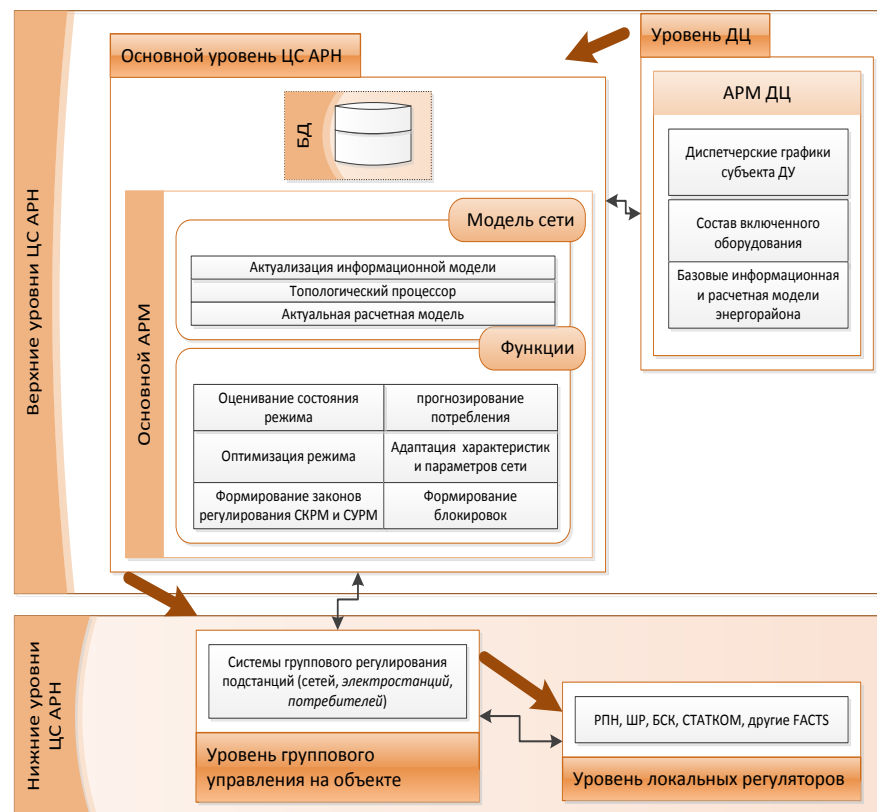 Верхние уровни ЦС АРН
Основной уровень ЦС АРН
БД
Основной АРМ
Модель сети
Актуализация информационной модели
Топологический процессор
Актуальная расчетная модель
Функции
Оценивание состояния
режима
прогнозирование
потребления
Оптимизация режима
Адаптация характеристик
и параметров сети
Формирование законов
регулирования СКРМ и СУРМ
Формирование
блокировок
Уровень ДЦ
АРМ ДЦ
Диспетчерские графики
субъекта ДУ
Состав включенного
оборудования
Базовые информационная
и расчетная модели
энергорайона
Нижние уровни
ЦС АРН
Системы группового регулирования
подстанций (сетей, электростанций,
потребителей)
Уровень группового
управления на объекте
РПН, ШР, БСК, СТАТКОМ, другие FACTS
Уровень локальных регуляторов